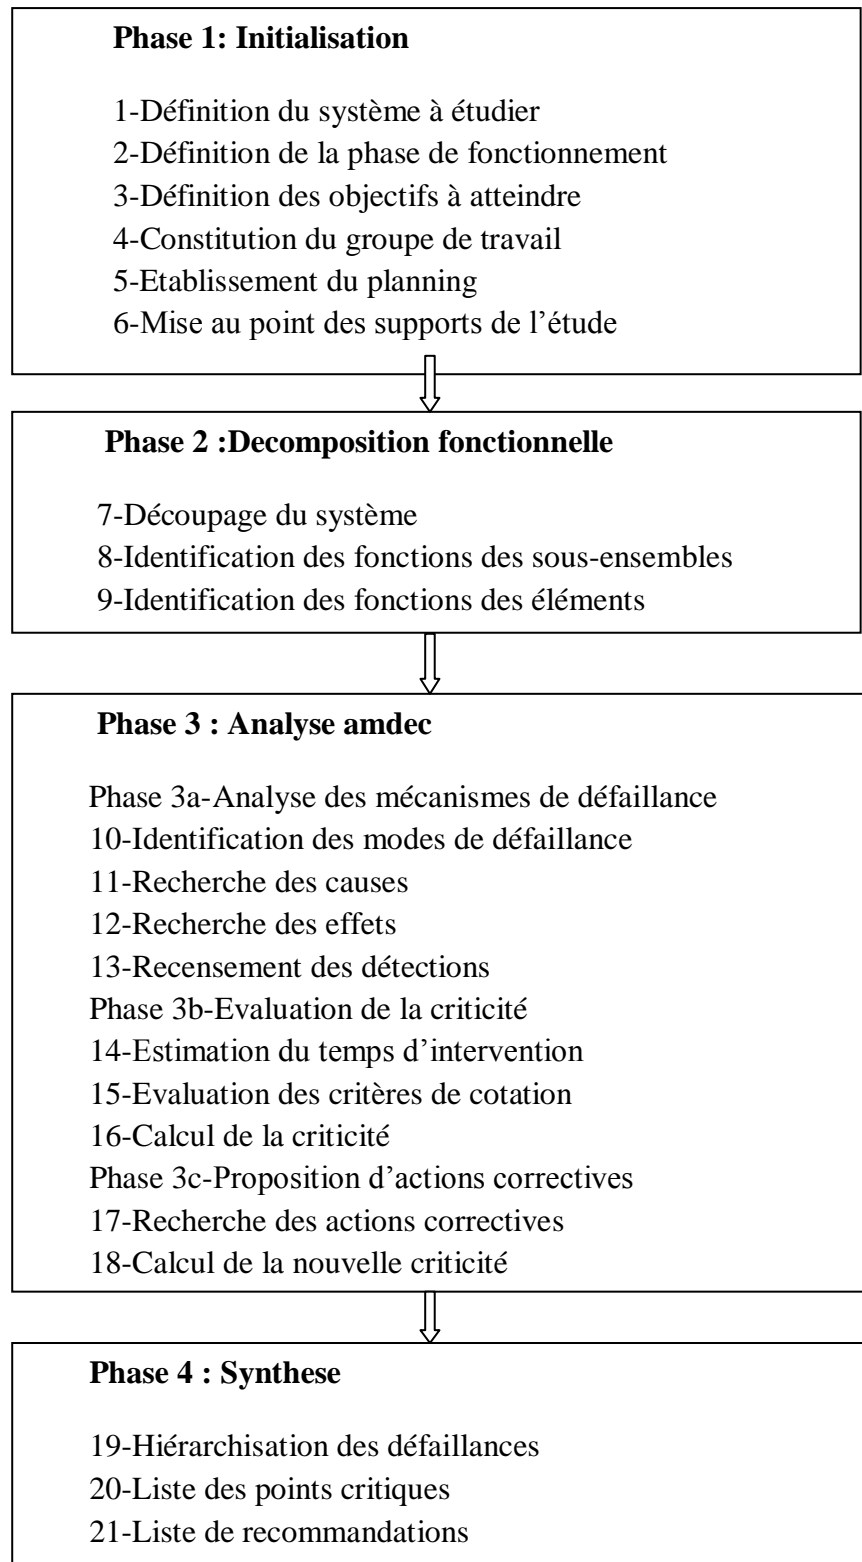 Phase 1: Initialisation
1-Définition du système à étudier
2-Définition de la phase de fonctionnement
3-Définition des objectifs à atteindre
4-Constitution du groupe de travail
5-Etablissement du planning
6-Mise au point des supports de l’étude
Phase 2 :Decomposition fonctionnelle
7-Découpage du système
8-Identification des fonctions des sous-ensembles
9-Identification des fonctions des éléments
Phase 3 : Analyse amdec
Phase 3a-Analyse des mécanismes de défaillance
10-Identification des modes de défaillance
11-Recherche des causes
12-Recherche des effets
13-Recensement des détections
Phase 3b-Evaluation de la criticité
14-Estimation du temps d’intervention
15-Evaluation des critères de cotation
16-Calcul de la criticité
Phase 3c-Proposition d’actions correctives
17-Recherche des actions correctives
18-Calcul de la nouvelle criticité
Phase 4 : Synthese
19-Hiérarchisation des défaillances
20-Liste des points critiques
21-Liste de recommandations